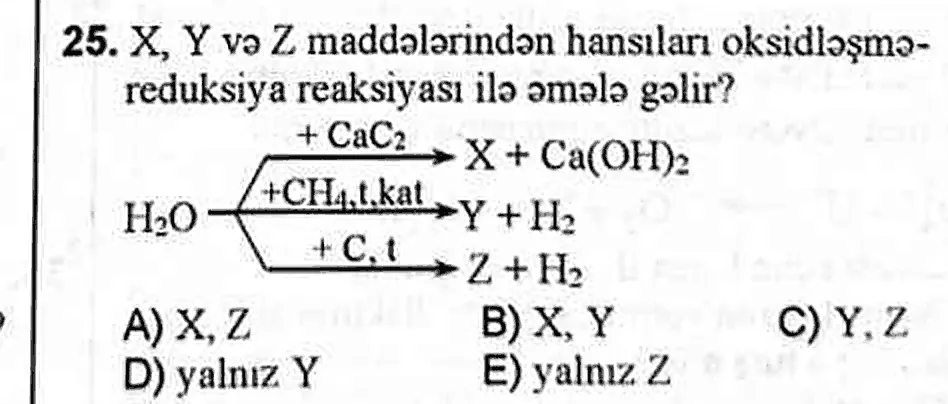 25. X, Y və Z maddələrindən hansıları oksidləşmə-
reduksiya reaksiyası ilə əmələ gəlir?
+ CaC₂
X + Ca(OH)₂
+CH₄,t,kat
H₂O
Y + H₂
+ C, t
Z + H₂
A) X, Z B) X, Y C) Y, Z
D) yalnız Y E) yalnız Z